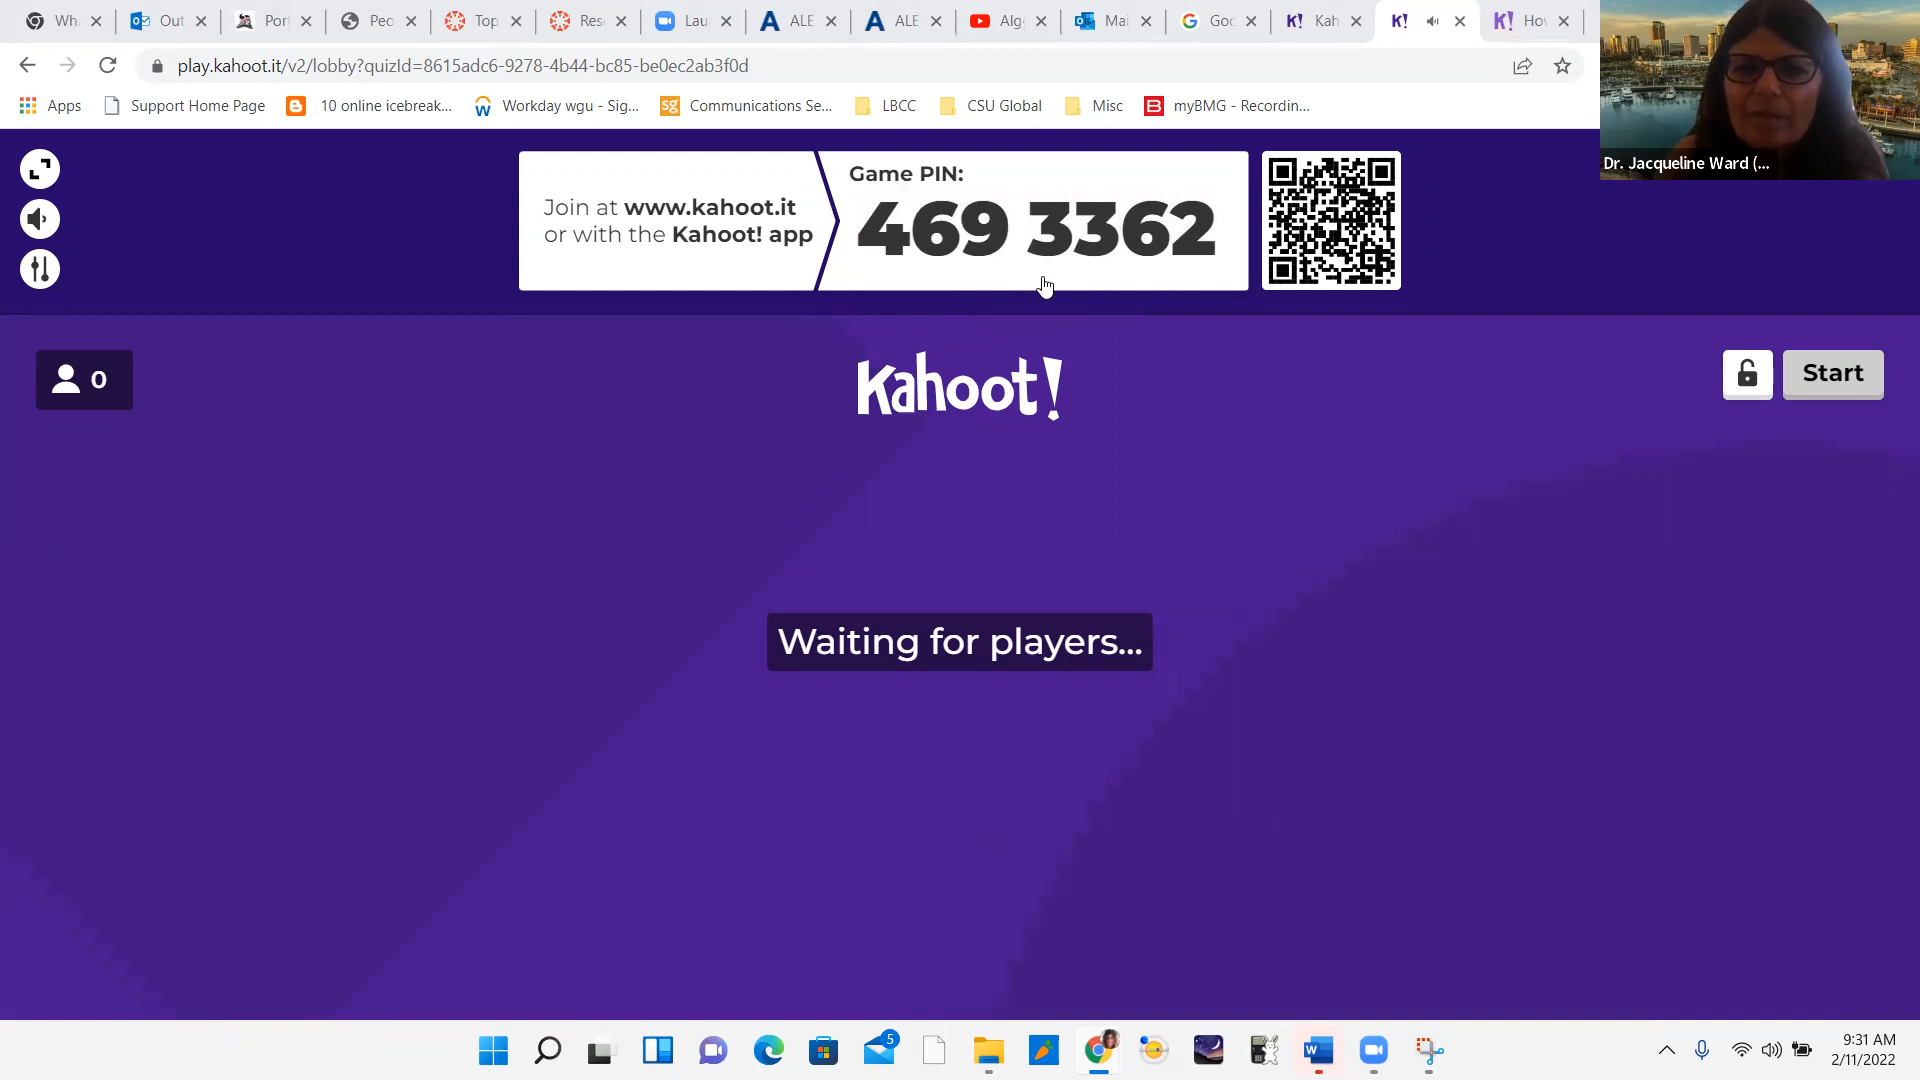 Wh
Out
Por
Peo
Top
Res
Lau
ALE
ALE
Alg
Mai
Goo
K! Kah
K!
K! How
play.kahoot.it/v2/lobby?quizId=8615adc6-9278-4b44-bc85-be0ec2ab3f0d
Apps Support Home Page 10 online icebreak... Workday wgu - Sig... sg Communications Se... LBCC CSU Global Misc B myBMG - Recordin...
Dr. Jacqueline Ward (...
Join at www.kahoot.it
or with the Kahoot! app
Game PIN:
469 3362
0
Kahoot!
Start
Waiting for players...
5
9:31 AM
2/11/2022